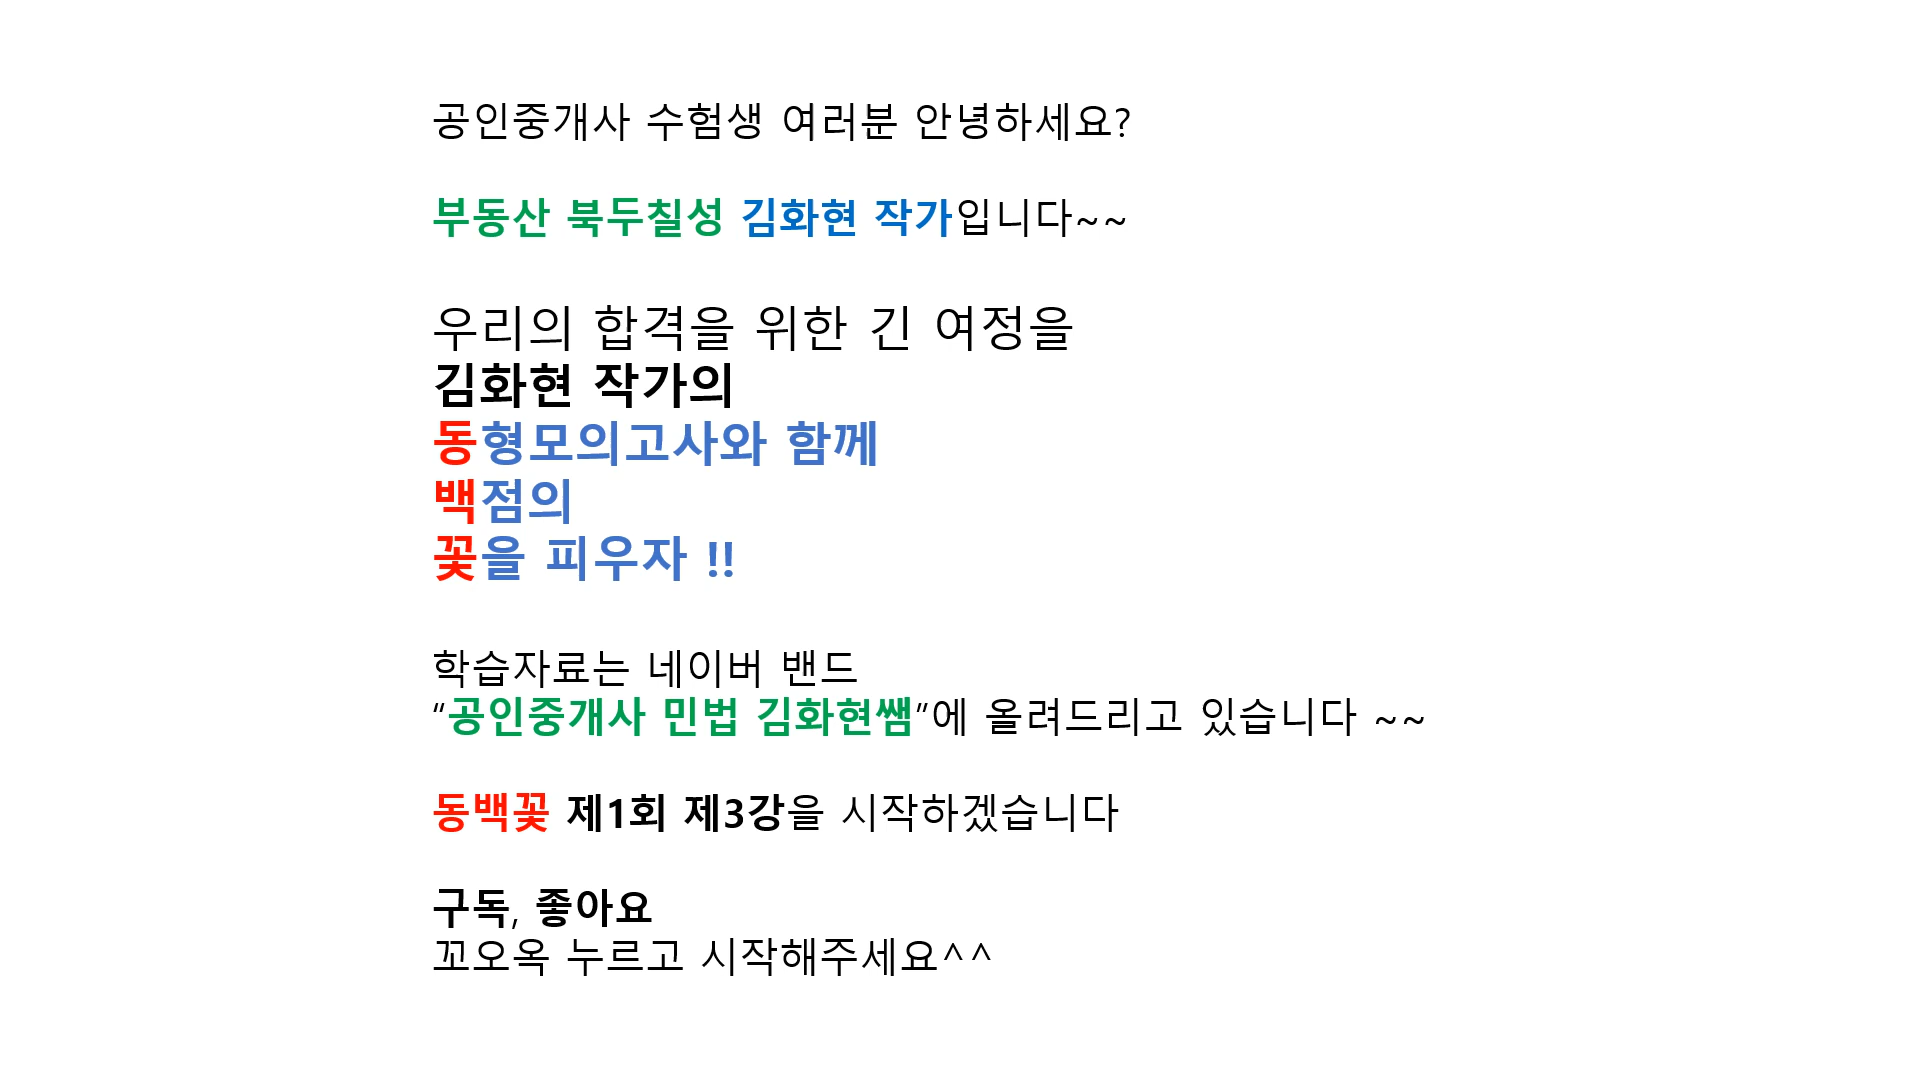 공인중개사 수험생 여러분 안녕하세요?
부동산 북두칠성 김화현 작가입니다~~
우리의 합격을 위한 긴 여정을
김화현 작가의
동형모의고사와 함께
백점의
꽃을 피우자 !!
학습자료는 네이버 밴드
“공인중개사 민법 김화현쌤”에 올려드리고 있습니다 ~~
동백꽃 제1회 제3강을 시작하겠습니다
구독, 좋아요
꼬오옥 누르고 시작해주세요^^